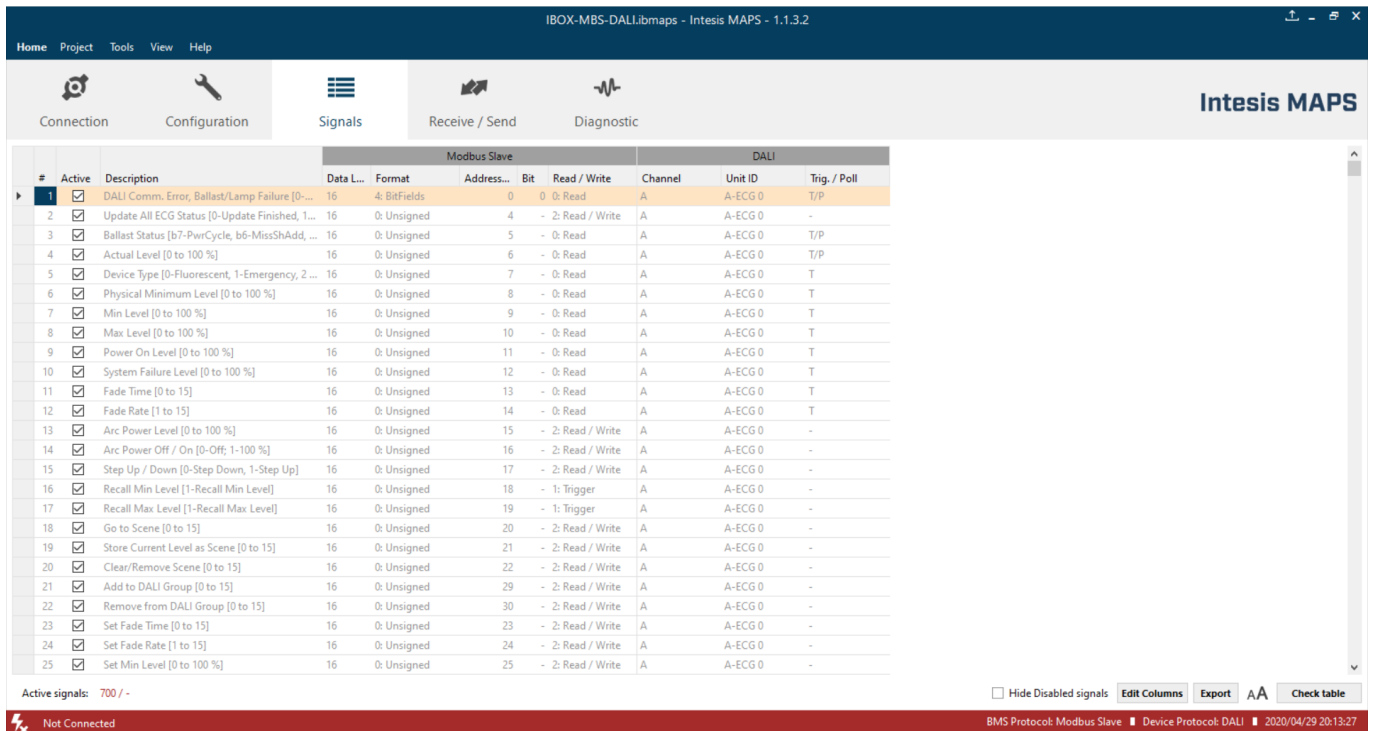 IBOX-MBS-DALI.ibmaps - Intesis MAPS - 1.1.3.2
Home Project Tools View Help
Connection Configuration Signals Receive / Send Diagnostic
Intesis MAPS
Modbus Slave DALI
# Active Description Data L... Format Address... Bit Read / Write Channel Unit ID Trig. / Poll
1 DALI Comm. Error, Ballast/Lamp Failure [0-... 16 4: BitFields 0 0 0: Read A A-ECG 0 T/P
2 Update All ECG Status [0-Update Finished, 1... 16 0: Unsigned 4 - 2: Read / Write A A-ECG 0 -
3 Ballast Status [b7-PwrCycle, b6-MissShAdd, ... 16 0: Unsigned 5 - 0: Read A A-ECG 0 T/P
4 Actual Level [0 to 100 %] 16 0: Unsigned 6 - 0: Read A A-ECG 0 T/P
5 Device Type [0-Fluorescent, 1-Emergency, 2 ... 16 0: Unsigned 7 - 0: Read A A-ECG 0 T
6 Physical Minimum Level [0 to 100 %] 16 0: Unsigned 8 - 0: Read A A-ECG 0 T
7 Min Level [0 to 100 %] 16 0: Unsigned 9 - 0: Read A A-ECG 0 T
8 Max Level [0 to 100 %] 16 0: Unsigned 10 - 0: Read A A-ECG 0 T
9 Power On Level [0 to 100 %] 16 0: Unsigned 11 - 0: Read A A-ECG 0 T
10 System Failure Level [0 to 100 %] 16 0: Unsigned 12 - 0: Read A A-ECG 0 T
11 Fade Time [0 to 15] 16 0: Unsigned 13 - 0: Read A A-ECG 0 T
12 Fade Rate [1 to 15] 16 0: Unsigned 14 - 0: Read A A-ECG 0 T
13 Arc Power Level [0 to 100 %] 16 0: Unsigned 15 - 2: Read / Write A A-ECG 0 -
14 Arc Power Off / On [0-Off; 1-100 %] 16 0: Unsigned 16 - 2: Read / Write A A-ECG 0 -
15 Step Up / Down [0-Step Down, 1-Step Up] 16 0: Unsigned 17 - 2: Read / Write A A-ECG 0 -
16 Recall Min Level [1-Recall Min Level] 16 0: Unsigned 18 - 1: Trigger A A-ECG 0 -
17 Recall Max Level [1-Recall Max Level] 16 0: Unsigned 19 - 1: Trigger A A-ECG 0 -
18 Go to Scene [0 to 15] 16 0: Unsigned 20 - 2: Read / Write A A-ECG 0 -
19 Store Current Level as Scene [0 to 15] 16 0: Unsigned 21 - 2: Read / Write A A-ECG 0 -
20 Clear/Remove Scene [0 to 15] 16 0: Unsigned 22 - 2: Read / Write A A-ECG 0 -
21 Add to DALI Group [0 to 15] 16 0: Unsigned 29 - 2: Read / Write A A-ECG 0 -
22 Remove from DALI Group [0 to 15] 16 0: Unsigned 30 - 2: Read / Write A A-ECG 0 -
23 Set Fade Time [0 to 15] 16 0: Unsigned 23 - 2: Read / Write A A-ECG 0 -
24 Set Fade Rate [1 to 15] 16 0: Unsigned 24 - 2: Read / Write A A-ECG 0 -
25 Set Min Level [0 to 100 %] 16 0: Unsigned 25 - 2: Read / Write A A-ECG 0 -
Active signals: 700 / - Hide Disabled signals Edit Columns Export AA Check table
Not Connected BMS Protocol: Modbus Slave Device Protocol: DALI 2020/04/29 20:13:27